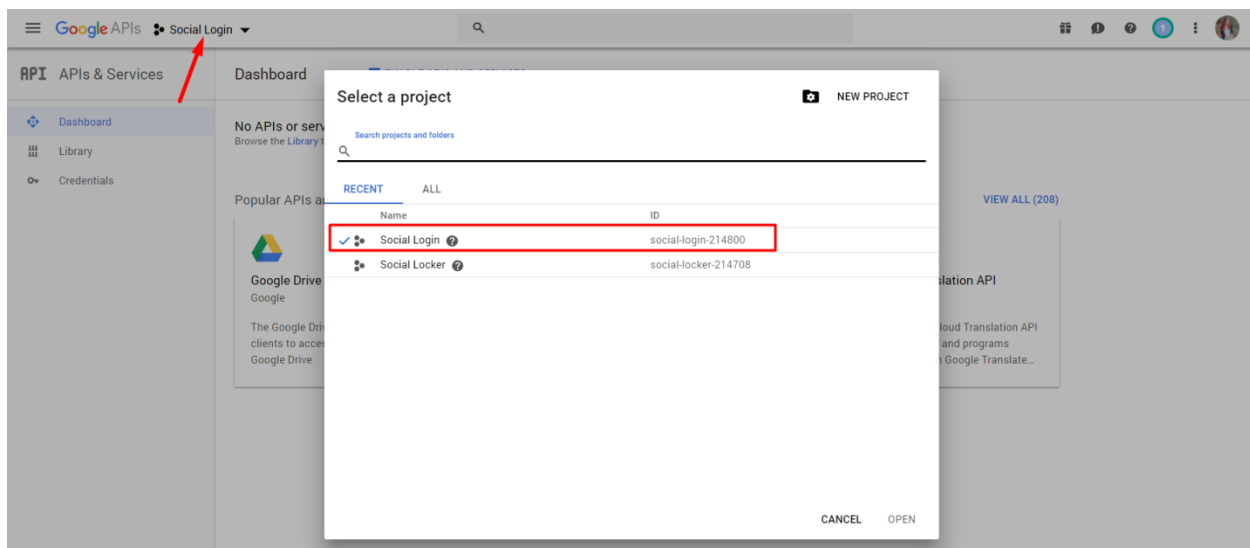 Google APIs Social Login
1
API APIs & Services
Dashboard
Dashboard
Library
Credentials
No APIs or serv
Browse the Library t
Popular APIs a
VIEW ALL (208)
Google Drive
Google
The Google Driv
clients to acces
Google Drive
slation API
loud Translation API
and programs
Google Translate...
Select a project
NEW PROJECT
Search projects and folders
RECENT ALL
Name ID
Social Login social-login-214800
Social Locker social-locker-214708
CANCEL OPEN